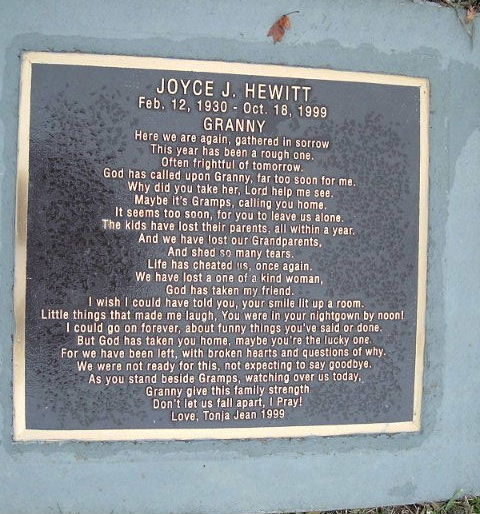 JOYCE J. HEWITT
Feb. 12, 1930 - Oct. 18, 1999
GRANNY
Here we are again, gathered in sorrow
This year has been a rough one.
Often frightful of tomorrow.
God has called upon Granny, far too soon for me.
Why did you take her, Lord help me see.
Maybe it's Gramps, calling you home.
It seems too soon, for you to leave us alone.
The kids have lost their parents, all within a year.
And we have lost our Grandparents,
And shed so many tears.
Life has cheated us, once again.
We have lost a one of a kind woman,
God has taken my friend.
I wish I could have told you, your smile lit up a room.
Little things that made me laugh, You were in your nightgown by noon!
I could go on forever, about funny things you've said or done.
But God has taken you home, maybe you're the lucky one.
For we have been left, with broken hearts and questions of why.
We were not ready for this, not expecting to say goodbye.
As you stand beside Gramps, watching over us today,
Granny give this family strength
Don't let us fall apart, I Pray!
Love, Tonja Jean 1999